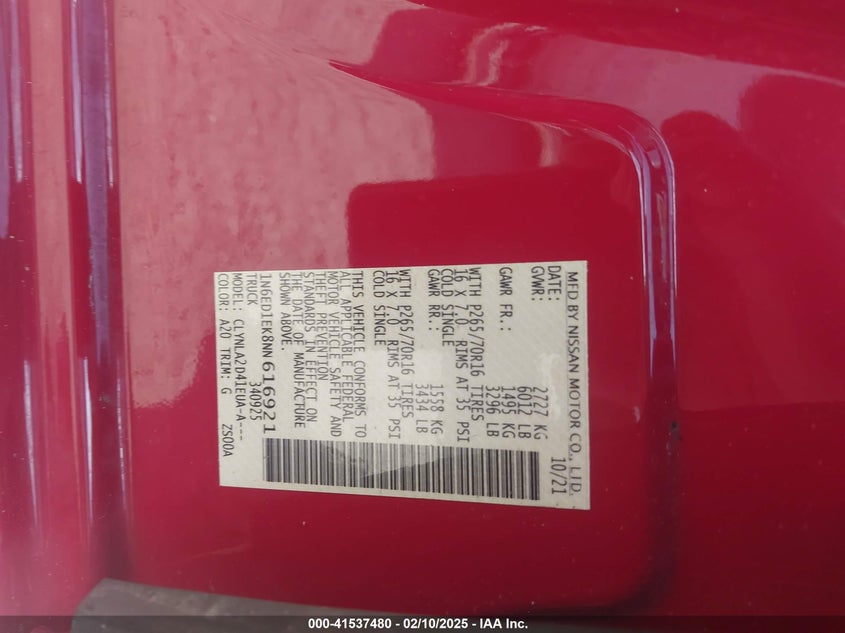 MFD BY NISSAN MOTOR CO., LTD.
DATE: 10/21
GVWR: 2727 KG
6012 LB
GAWR FR.: 1495 KG
3296 LB
WITH P265/70R16 TIRES
16 X 7.0 RIMS AT 35 PSI
COLD SINGLE
GAWR RR.: 1558 KG
3434 LB
WITH P265/70R16 TIRES
16 X 7.0 RIMS AT 35 PSI
COLD SINGLE
THIS VEHICLE CONFORMS TO
ALL APPLICABLE FEDERAL
MOTOR VEHICLE SAFETY AND
THEFT PREVENTION
STANDARDS IN EFFECT ON
THE DATE OF MANUFACTURE
SHOWN ABOVE.
1N6ED1EK8NN616921
TRUCK 340925
MODEL: CLYNLA2D41EUA-A---
COLOR: A20 TRIM: G ZS00A
000-41537480 - 02/10/2025 - IAA Inc.